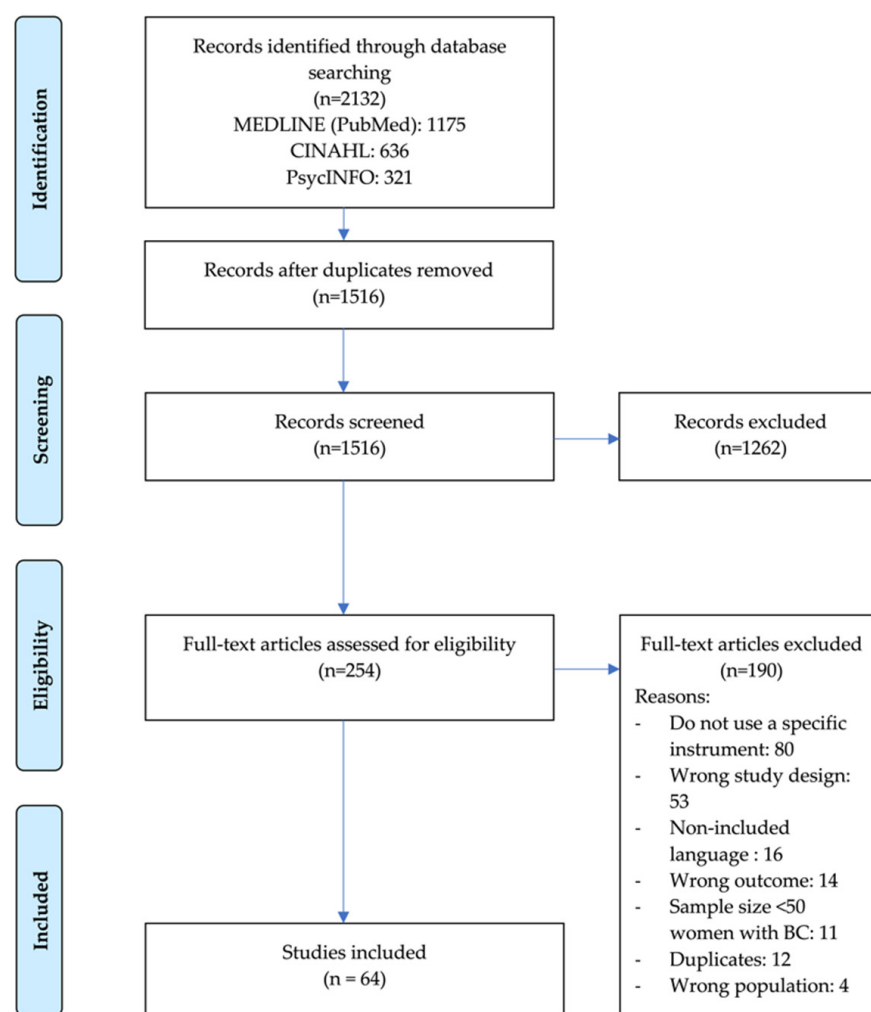 Identification
Records identified through database
searching
(n=2132)
MEDLINE (PubMed): 1175
CINAHL: 636
PsycINFO: 321
Records after duplicates removed
(n=1516)
Screening
Records screened
(n=1516)
Records excluded
(n=1262)
Eligibility
Full-text articles assessed for eligibility
(n=254)
Full-text articles excluded
(n=190)
Reasons:
- Do not use a specific
instrument: 80
- Wrong study design:
53
- Non-included
language : 16
- Wrong outcome: 14
- Sample size <50
women with BC: 11
- Duplicates: 12
- Wrong population: 4
Included
Studies included
(n = 64)